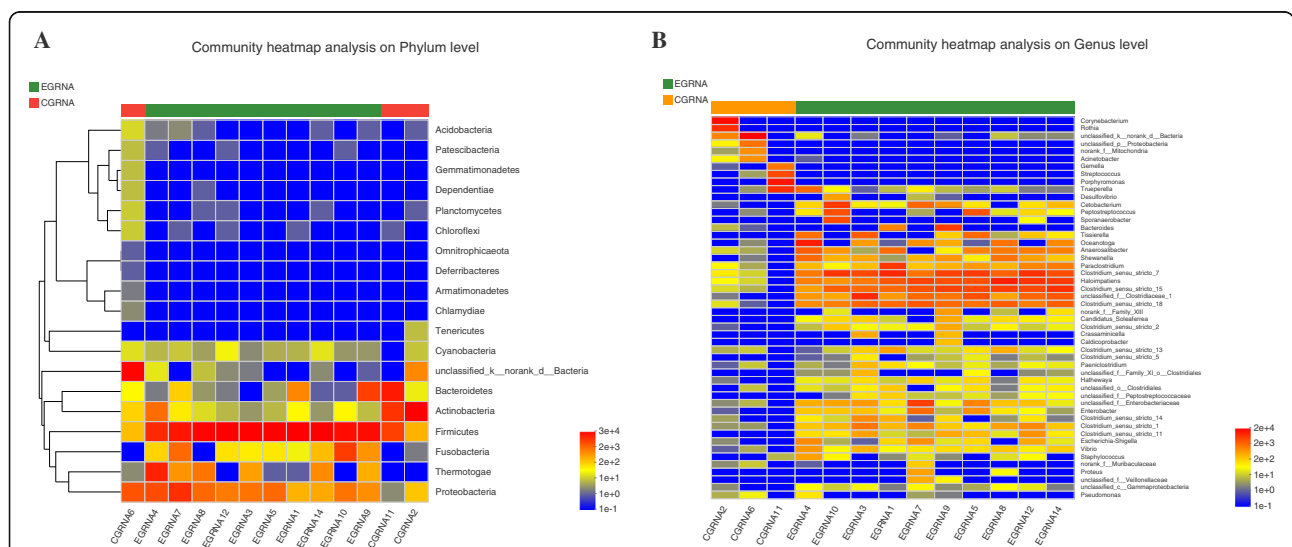 A
Community heatmap analysis on Phylum level
EGRNA
CGRNA
Acidobacteria
Patescibacteria
Gemmatimonadetes
Dependentiae
Planctomycetes
Chloroflexi
Omnitrophicaeota
Deferribacteres
Armatimonadetes
Chlamydiae
Tenericutes
Cyanobacteria
unclassified_k__norank_d__Bacteria
Bacteroidetes
Actinobacteria
Firmicutes
Fusobacteria
Thermotogae
Proteobacteria
3e+4
2e+3
2e+2
2e+1
1e+0
1e-1
CGRNA6
EGRNA4
EGRNA7
EGRNA8
EGRNA12
EGRNA3
EGRNA5
EGRNA1
EGRNA14
EGRNA10
EGRNA9
CGRNA11
CGRNA2
B
Community heatmap analysis on Genus level
EGRNA
CGRNA
Corynebacterium
Rothia
unclassified_k__norank_d__Bacteria
unclassified_p__Proteobacteria
norank_f__Mitochondria
Acinetobacter
Gemella
Streptococcus
Porphyromonas
Trueperella
Desulfovibrio
Cetobacterium
Peptostreptococcus
Sporanaerobacter
Bacteroides
Tissierella
Oceanotoga
Anaerosalibacter
Shewanella
Paraclostridium
Clostridium_sensu_stricto_7
Haloimpatiens
Clostridium_sensu_stricto_15
unclassified_f__Clostridiaceae_1
Clostridium_sensu_stricto_18
norank_f__Family_XIII
Candidatus_Soleaferrea
Clostridium_sensu_stricto_2
Crassaminicella
Caldicoprobacter
Clostridium_sensu_stricto_13
Clostridium_sensu_stricto_5
Paeniclostridium
unclassified_f__Family_XI_o__Clostridiales
Hathewaya
unclassified_o__Clostridiales
unclassified_f__Peptostreptococcaceae
unclassified_f__Enterobacteriaceae
Enterobacter
Clostridium_sensu_stricto_14
Clostridium_sensu_stricto_1
Clostridium_sensu_stricto_11
Escherichia-Shigella
Vibrio
Staphylococcus
norank_f__Muribaculaceae
Proteus
unclassified_f__Veillonellaceae
unclassified_c__Gammaproteobacteria
Pseudomonas
2e+4
2e+3
2e+2
2e+1
1e+0
1e-1
CGRNA2
CGRNA6
CGRNA11
EGRNA4
EGRNA10
EGRNA3
EGRNA1
EGRNA7
EGRNA9
EGRNA5
EGRNA8
EGRNA12
EGRNA14